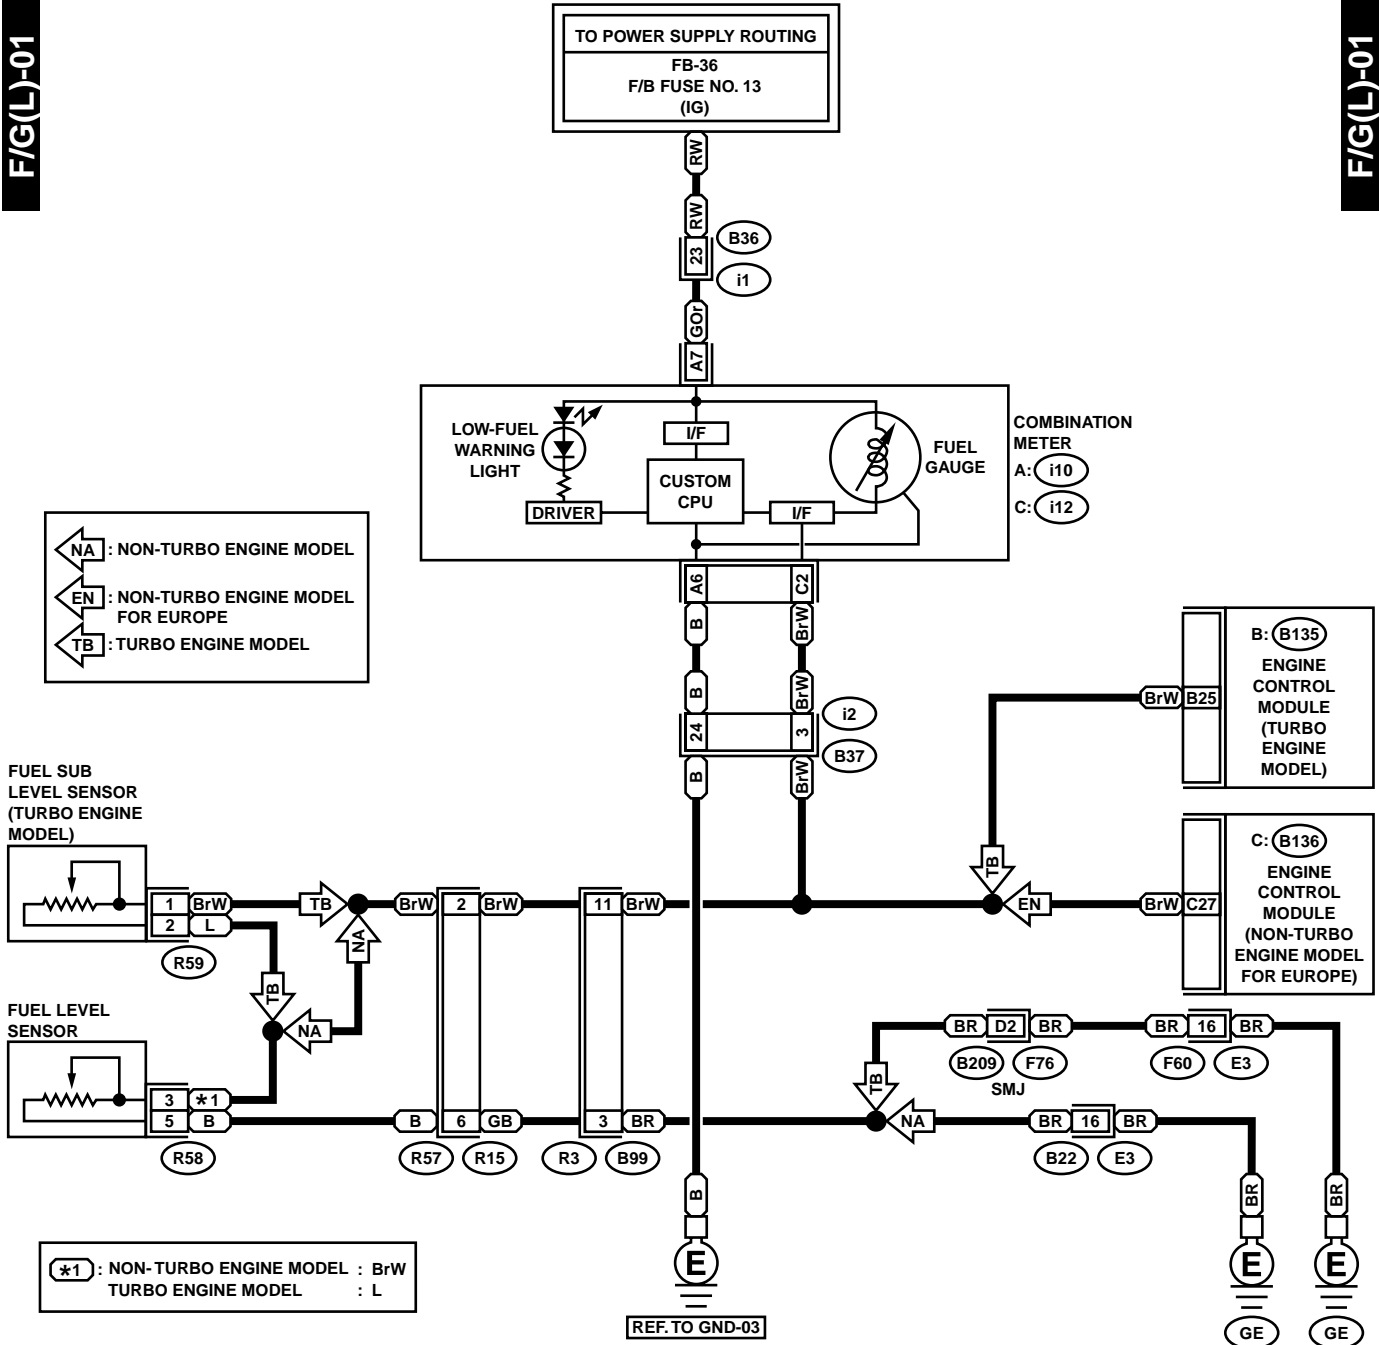 F/G(L)-01
F/G(L)-01
TO POWER SUPPLY ROUTING
FB-36
F/B FUSE NO. 13
(IG)
RW
RW
23
B36
i1
GOr
A7
LOW-FUEL
WARNING
LIGHT
I/F
CUSTOM
CPU
DRIVER
I/F
FUEL
GAUGE
COMBINATION
METER
A: i10
C: i12
NA : NON-TURBO ENGINE MODEL
EN : NON-TURBO ENGINE MODEL
FOR EUROPE
TB : TURBO ENGINE MODEL
A6 C2
B BrW
B BrW
24 3
i2
B37
B BrW
B: B135
ENGINE
CONTROL
MODULE
(TURBO
ENGINE
MODEL)
BrW B25
TB
C: B136
ENGINE
CONTROL
MODULE
(NON-TURBO
ENGINE MODEL
FOR EUROPE)
EN BrW C27
FUEL SUB
LEVEL SENSOR
(TURBO ENGINE
MODEL)
1 BrW TB BrW 2 BrW 11 BrW
2 L
NA
R59
TB
NA
FUEL LEVEL
SENSOR
3 *1
5 B B 6 GB 3 BR
R58 R57 R15 R3 B99
BR D2 BR BR 16 BR
B209 F76 F60 E3
SMJ
TB
NA BR 16 BR
B22 E3
B BR BR
E E E
REF. TO GND-03
GE GE
*1 : NON-TURBO ENGINE MODEL : BrW
TURBO ENGINE MODEL : L